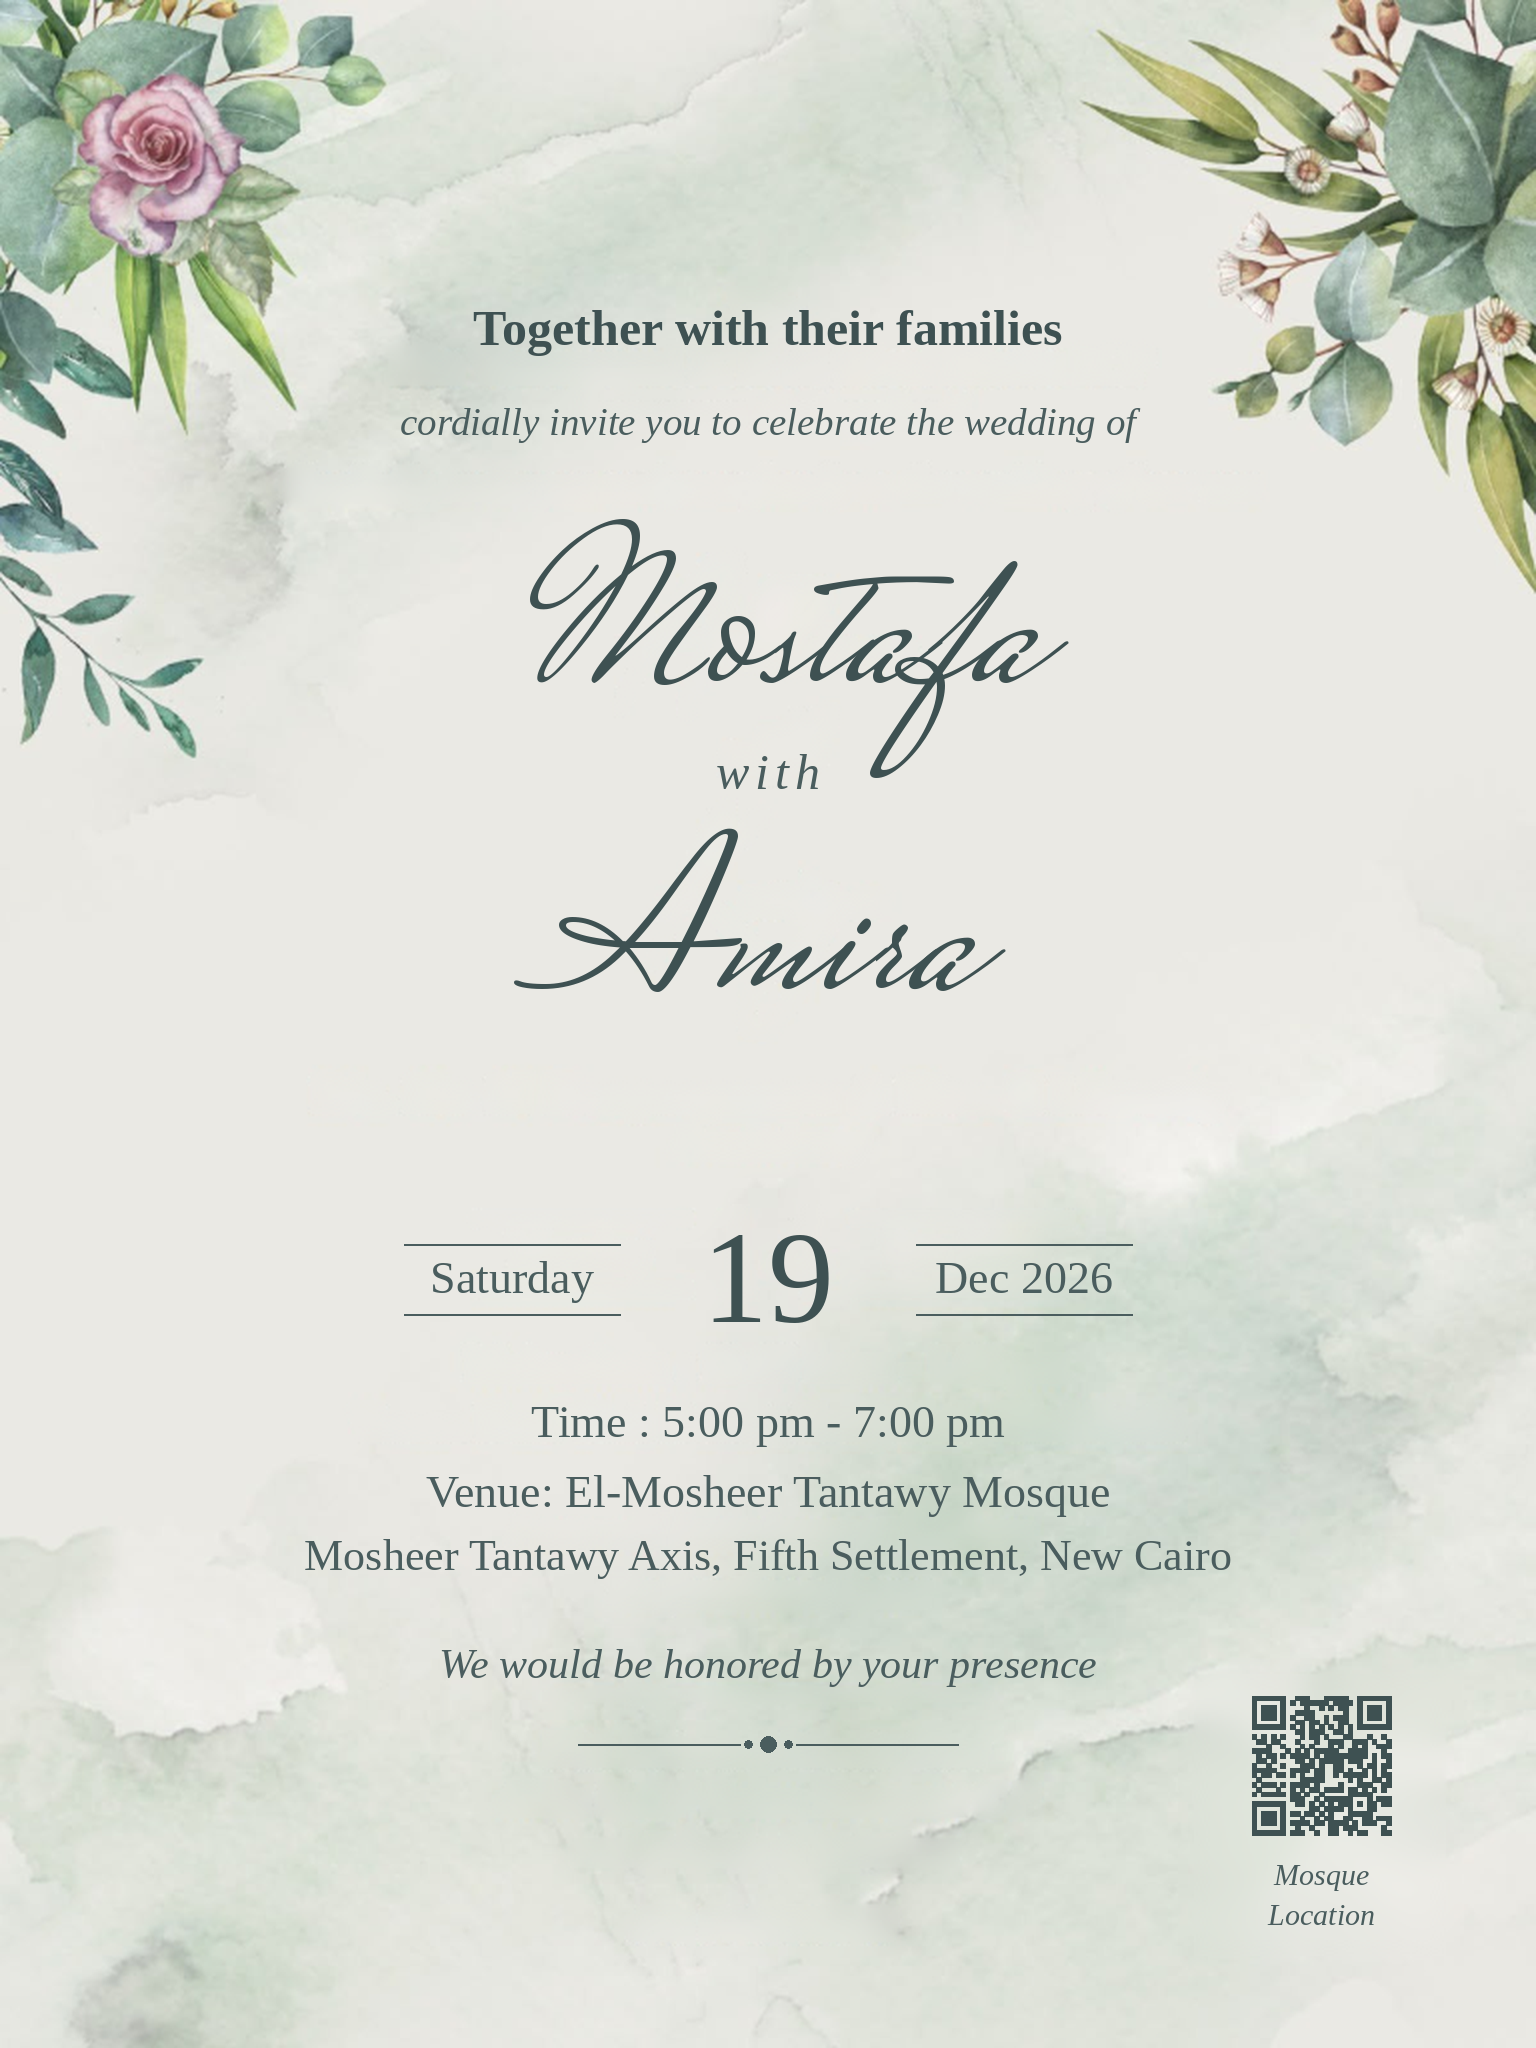 Together with their families
cordially invite you to celebrate the wedding of
Mostafa
with
Amira
Saturday 19 Dec 2026
Time : 5:00 pm - 7:00 pm
Venue: El-Mosheer Tantawy Mosque
Mosheer Tantawy Axis, Fifth Settlement, New Cairo
We would be honored by your presence
Mosque
Location